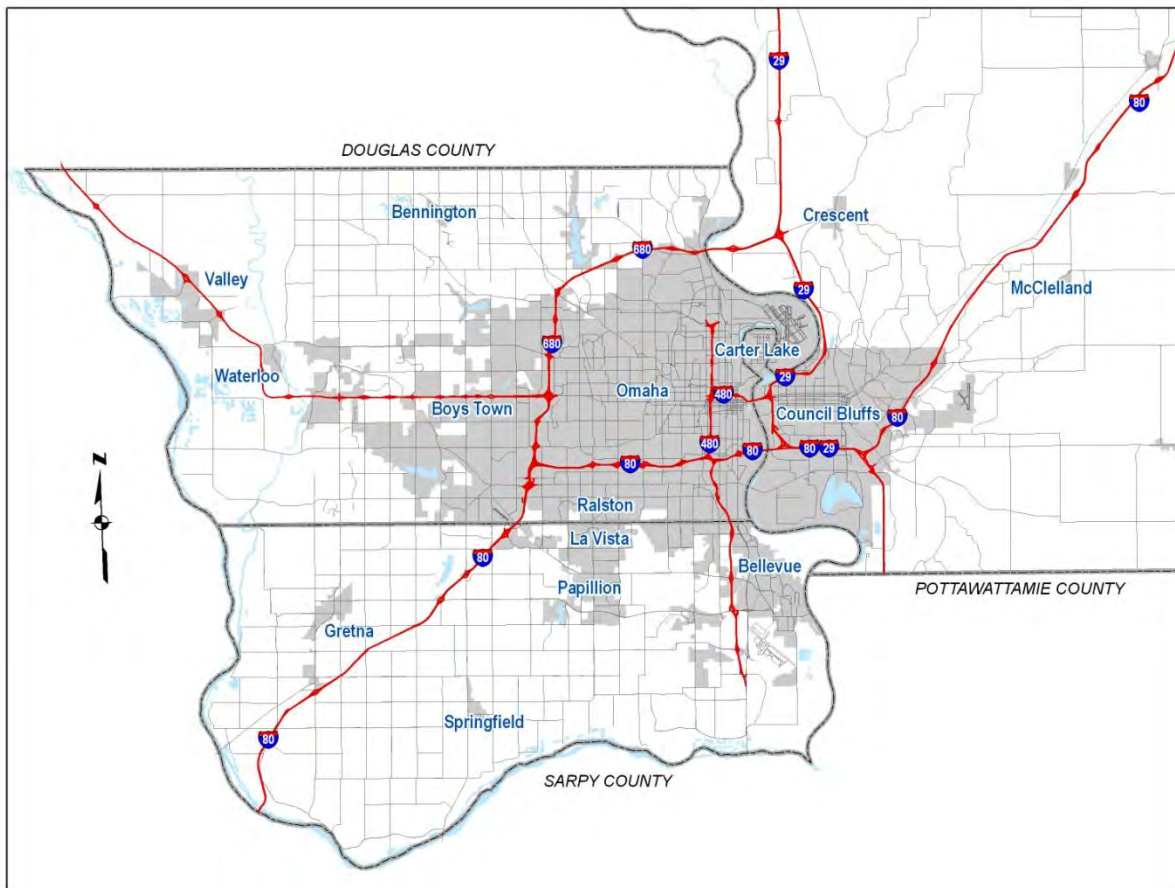 29
80
DOUGLAS COUNTY
Bennington
Crescent
680
Valley
29
McClelland
680
Carter Lake
Waterloo
29
Omaha
480
Boys Town
Council Bluffs
80
480
80
80
29
80
N
Ralston
La Vista
80
Bellevue
Papillion
POTTAWATTAMIE COUNTY
Gretna
Springfield
80
SARPY COUNTY